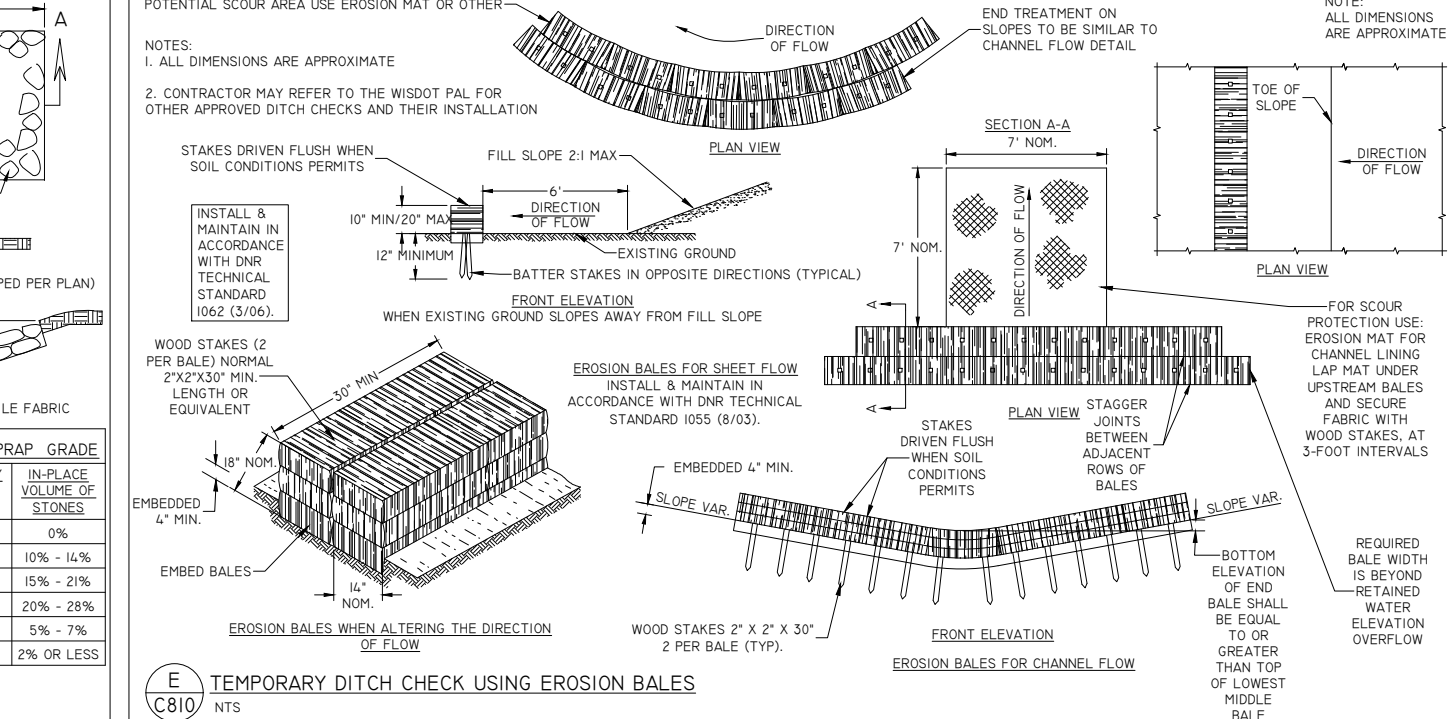 POTENTIAL SCOUR AREA USE EROSION MAT OR OTHER
NOTES:
1. ALL DIMENSIONS ARE APPROXIMATE
2. CONTRACTOR MAY REFER TO THE WISDOT PAL FOR
OTHER APPROVED DITCH CHECKS AND THEIR INSTALLATION
DIRECTION
OF FLOW
END TREATMENT ON
SLOPES TO BE SIMILAR TO
CHANNEL FLOW DETAIL
PLAN VIEW
NOTE:
ALL DIMENSIONS
ARE APPROXIMATE
A
STAKES DRIVEN FLUSH WHEN
SOIL CONDITIONS PERMITS
FILL SLOPE 2:1 MAX
6'
DIRECTION
OF FLOW
10" MIN/20" MAX
12" MINIMUM
EXISTING GROUND
BATTER STAKES IN OPPOSITE DIRECTIONS (TYPICAL)
FRONT ELEVATION
WHEN EXISTING GROUND SLOPES AWAY FROM FILL SLOPE
INSTALL &
MAINTAIN IN
ACCORDANCE
WITH DNR
TECHNICAL
STANDARD
1062 (3/06).
SECTION A-A
7' NOM.
7' NOM.
DIRECTION OF FLOW
A
A
PLAN VIEW
TOE OF
SLOPE
DIRECTION
OF FLOW
PLAN VIEW
FOR SCOUR
PROTECTION USE:
EROSION MAT FOR
CHANNEL LINING
LAP MAT UNDER
UPSTREAM BALES
AND SECURE
FABRIC WITH
WOOD STAKES, AT
3-FOOT INTERVALS
WOOD STAKES (2
PER BALE) NORMAL
2"X2"X30" MIN.
LENGTH OR
EQUIVALENT
30" MIN
18" NOM.
EMBEDDED
4" MIN.
EMBED BALES
14"
NOM.
EROSION BALES WHEN ALTERING THE DIRECTION
OF FLOW
EROSION BALES FOR SHEET FLOW
INSTALL & MAINTAIN IN
ACCORDANCE WITH DNR TECHNICAL
STANDARD 1055 (8/03).
STAGGER
JOINTS
BETWEEN
ADJACENT
ROWS OF
BALES
STAKES
DRIVEN FLUSH
WHEN SOIL
CONDITIONS
PERMITS
EMBEDDED 4" MIN.
SLOPE VAR.
SLOPE VAR.
WOOD STAKES 2" X 2" X 30"
2 PER BALE (TYP).
FRONT ELEVATION
EROSION BALES FOR CHANNEL FLOW
BOTTOM
ELEVATION
OF END
BALE SHALL
BE EQUAL
TO OR
GREATER
THAN TOP
OF LOWEST
MIDDLE
BALE
REQUIRED
BALE WIDTH
IS BEYOND
RETAINED
WATER
ELEVATION
OVERFLOW
PED PER PLAN)
LE FABRIC
PRAP GRADE
IN-PLACE
VOLUME OF
STONES
0%
10% - 14%
15% - 21%
20% - 28%
5% - 7%
2% OR LESS
E
C810
TEMPORARY DITCH CHECK USING EROSION BALES
NTS